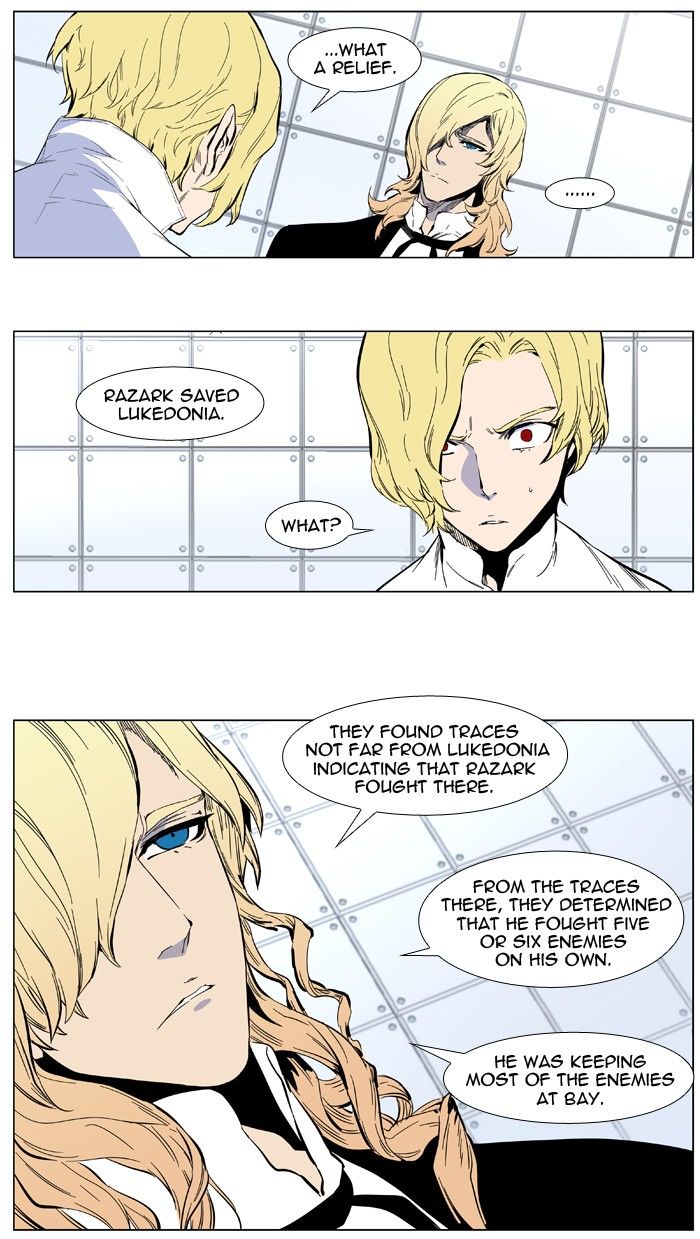 ...WHAT
A RELIEF.
......
RAZARK SAVED
LUKEDONIA.
WHAT?
THEY FOUND TRACES
NOT FAR FROM LUKEDONIA
INDICATING THAT RAZARK
FOUGHT THERE.
FROM THE TRACES
THERE, THEY DETERMINED
THAT HE FOUGHT FIVE
OR SIX ENEMIES
ON HIS OWN.
HE WAS KEEPING
MOST OF THE ENEMIES
AT BAY.